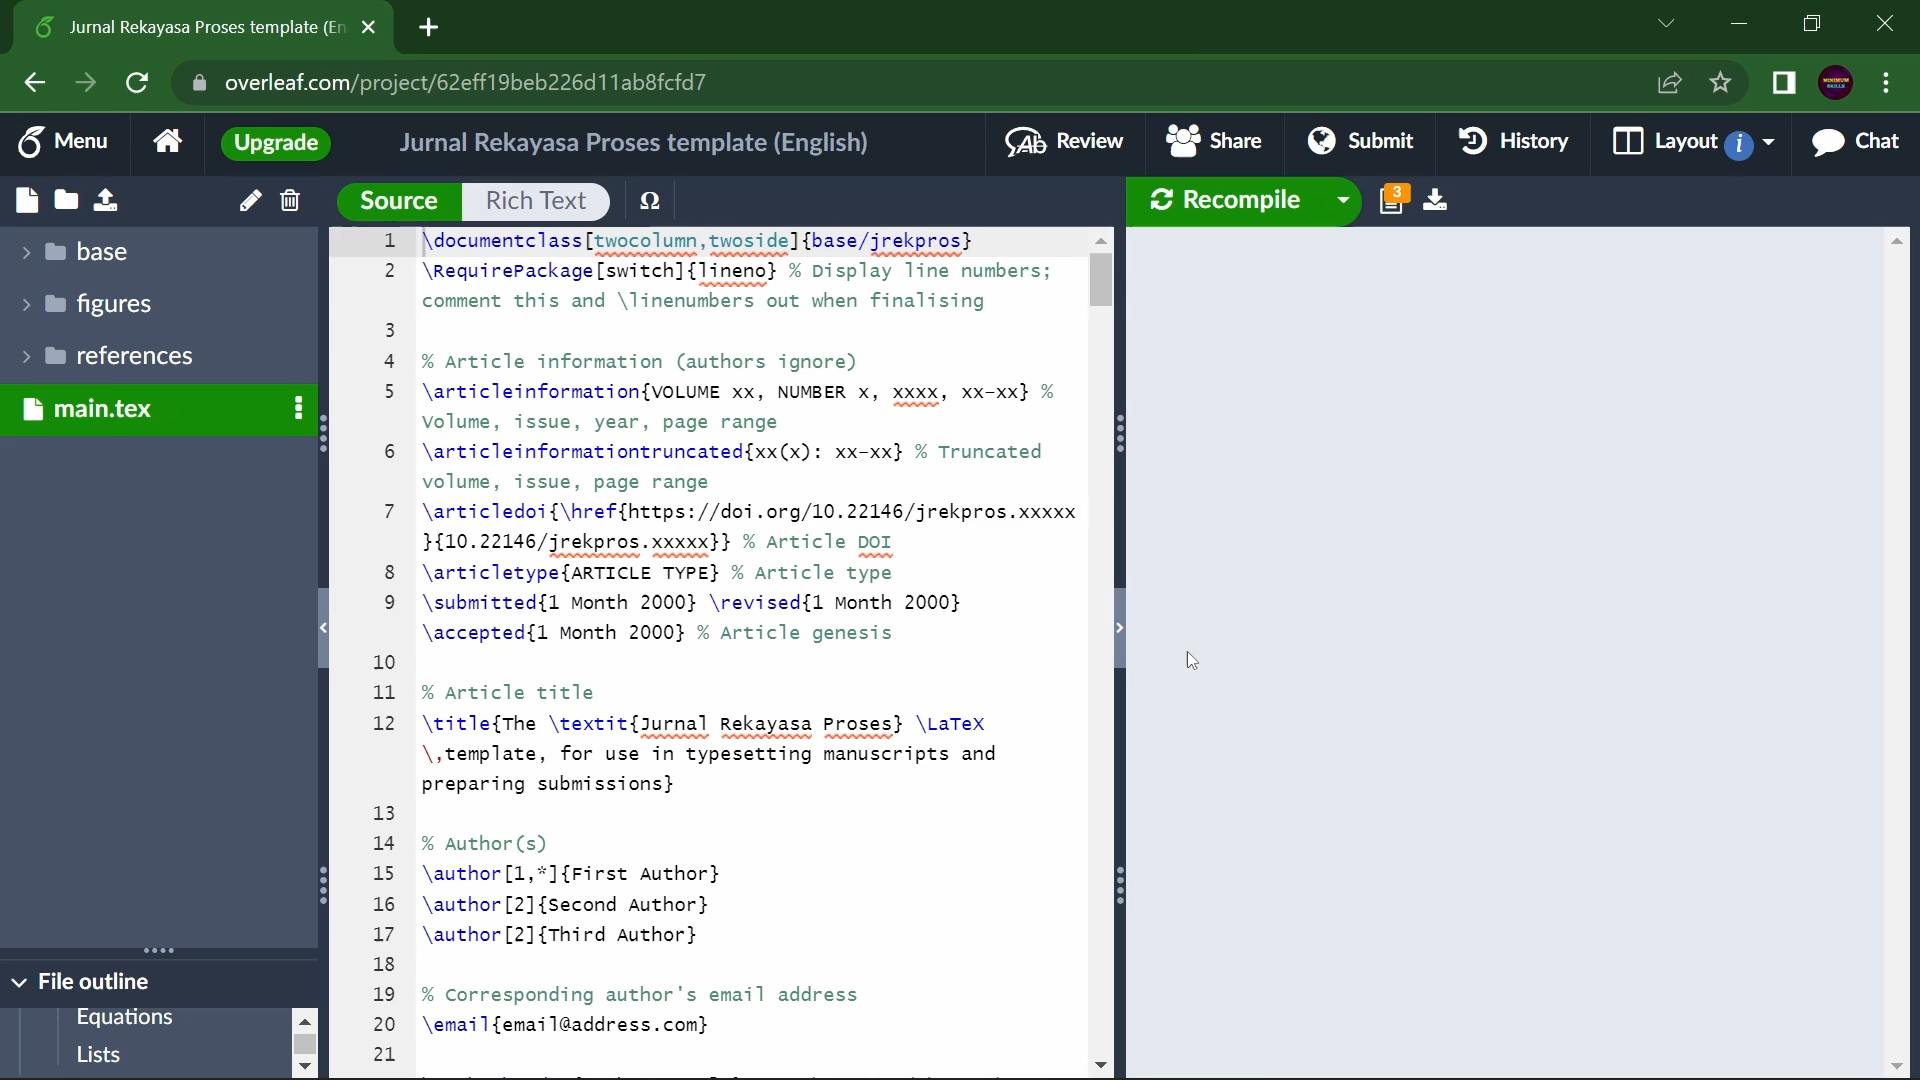 Jurnal Rekayasa Proses template (En
overleaf.com/project/62eff19beb226d11ab8fcfd7
MINIMUM
SKILLS
Menu
Upgrade
Jurnal Rekayasa Proses template (English)
Review
Share
Submit
History
Layout
i
Chat
Source
Rich Text
Ω
Recompile
3
base
figures
references
main.tex
File outline
Equations
Lists
1 \documentclass[twocolumn,twoside]{base/jrekpros}
2 \RequirePackage[switch]{lineno} % Display line numbers;
comment this and \linenumbers out when finalising
3
4 % Article information (authors ignore)
5 \articleinformation{VOLUME xx, NUMBER x, xxxx, xx-xx} %
Volume, issue, year, page range
6 \articleinformationtruncated{xx(x): xx-xx} % Truncated
volume, issue, page range
7 \articledoi{\href{https://doi.org/10.22146/jrekpros.xxxxx
}{10.22146/jrekpros.xxxxx}} % Article DOI
8 \articletype{ARTICLE TYPE} % Article type
9 \submitted{1 Month 2000} \revised{1 Month 2000}
\accepted{1 Month 2000} % Article genesis
10
11 % Article title
12 \title{The \textit{Jurnal Rekayasa Proses} \LaTeX
\,template, for use in typesetting manuscripts and
preparing submissions}
13
14 % Author(s)
15 \author[1,*]{First Author}
16 \author[2]{Second Author}
17 \author[2]{Third Author}
18
19 % Corresponding author's email address
20 \email{email@address.com}
21